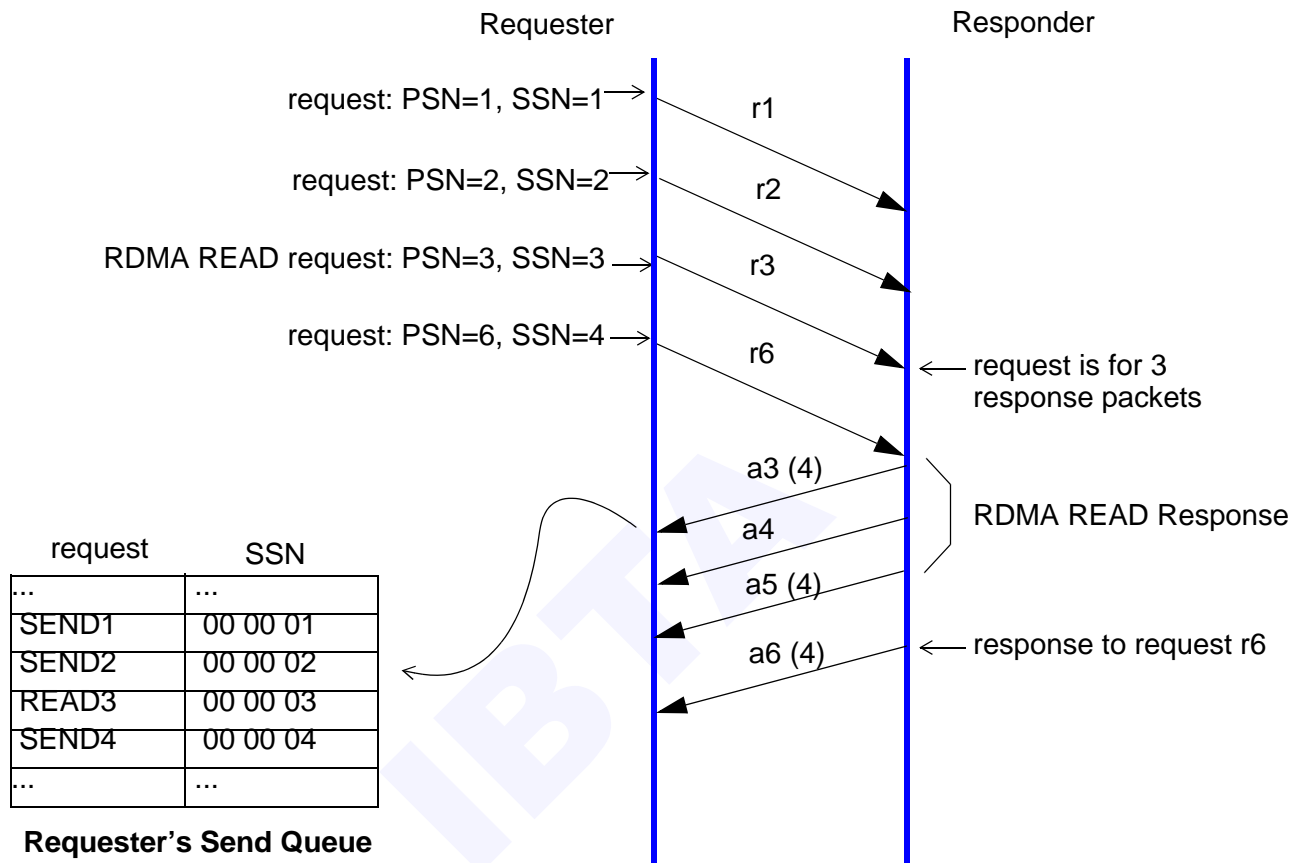 Requester
Responder
request: PSN=1, SSN=1
r1
request: PSN=2, SSN=2
r2
RDMA READ request: PSN=3, SSN=3
r3
request: PSN=6, SSN=4
r6
request is for 3
response packets
a3 (4)
RDMA READ Response
a4
a5 (4)
a6 (4)
response to request r6
request SSN
... ...
SEND1 00 00 01
SEND2 00 00 02
READ3 00 00 03
SEND4 00 00 04
... ...
Requester's Send Queue
IBTA